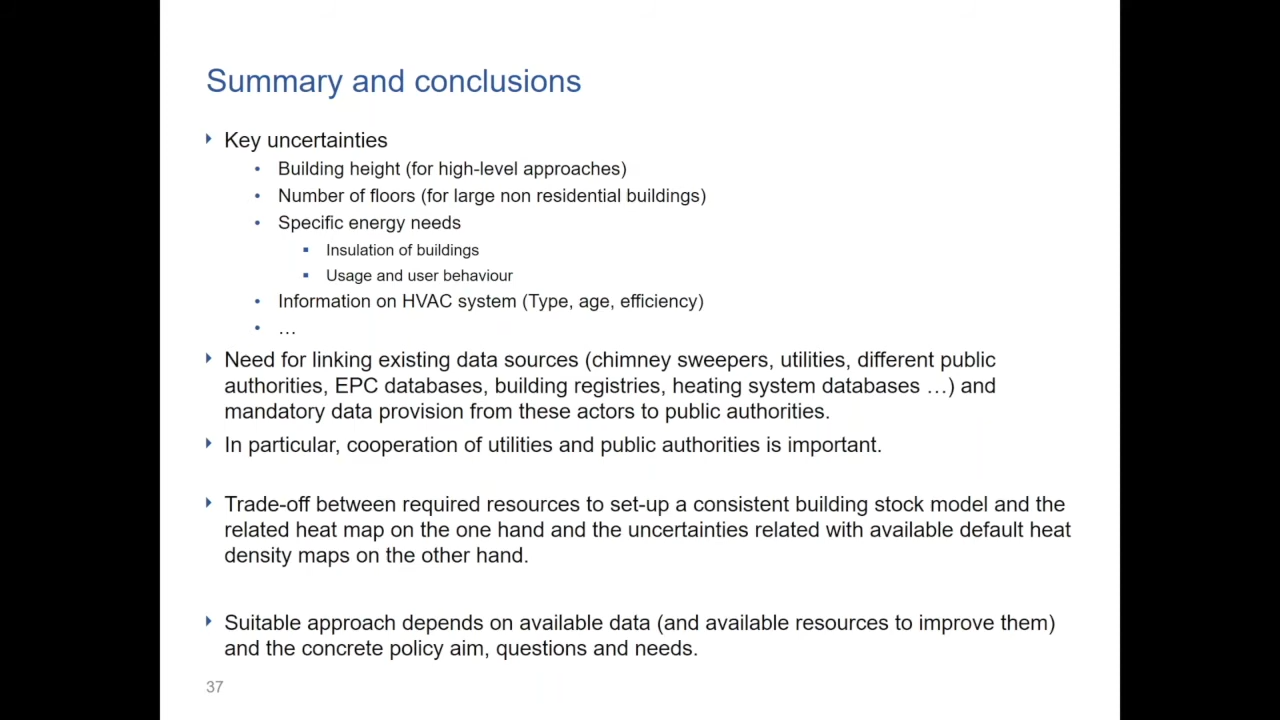 Summary and conclusions
Key uncertainties
• Building height (for high-level approaches)
• Number of floors (for large non residential buildings)
• Specific energy needs
▪ Insulation of buildings
▪ Usage and user behaviour
• Information on HVAC system (Type, age, efficiency)
• …
Need for linking existing data sources (chimney sweepers, utilities, different public
authorities, EPC databases, building registries, heating system databases …) and
mandatory data provision from these actors to public authorities.
In particular, cooperation of utilities and public authorities is important.
Trade-off between required resources to set-up a consistent building stock model and the
related heat map on the one hand and the uncertainties related with available default heat
density maps on the other hand.
Suitable approach depends on available data (and available resources to improve them)
and the concrete policy aim, questions and needs.
37